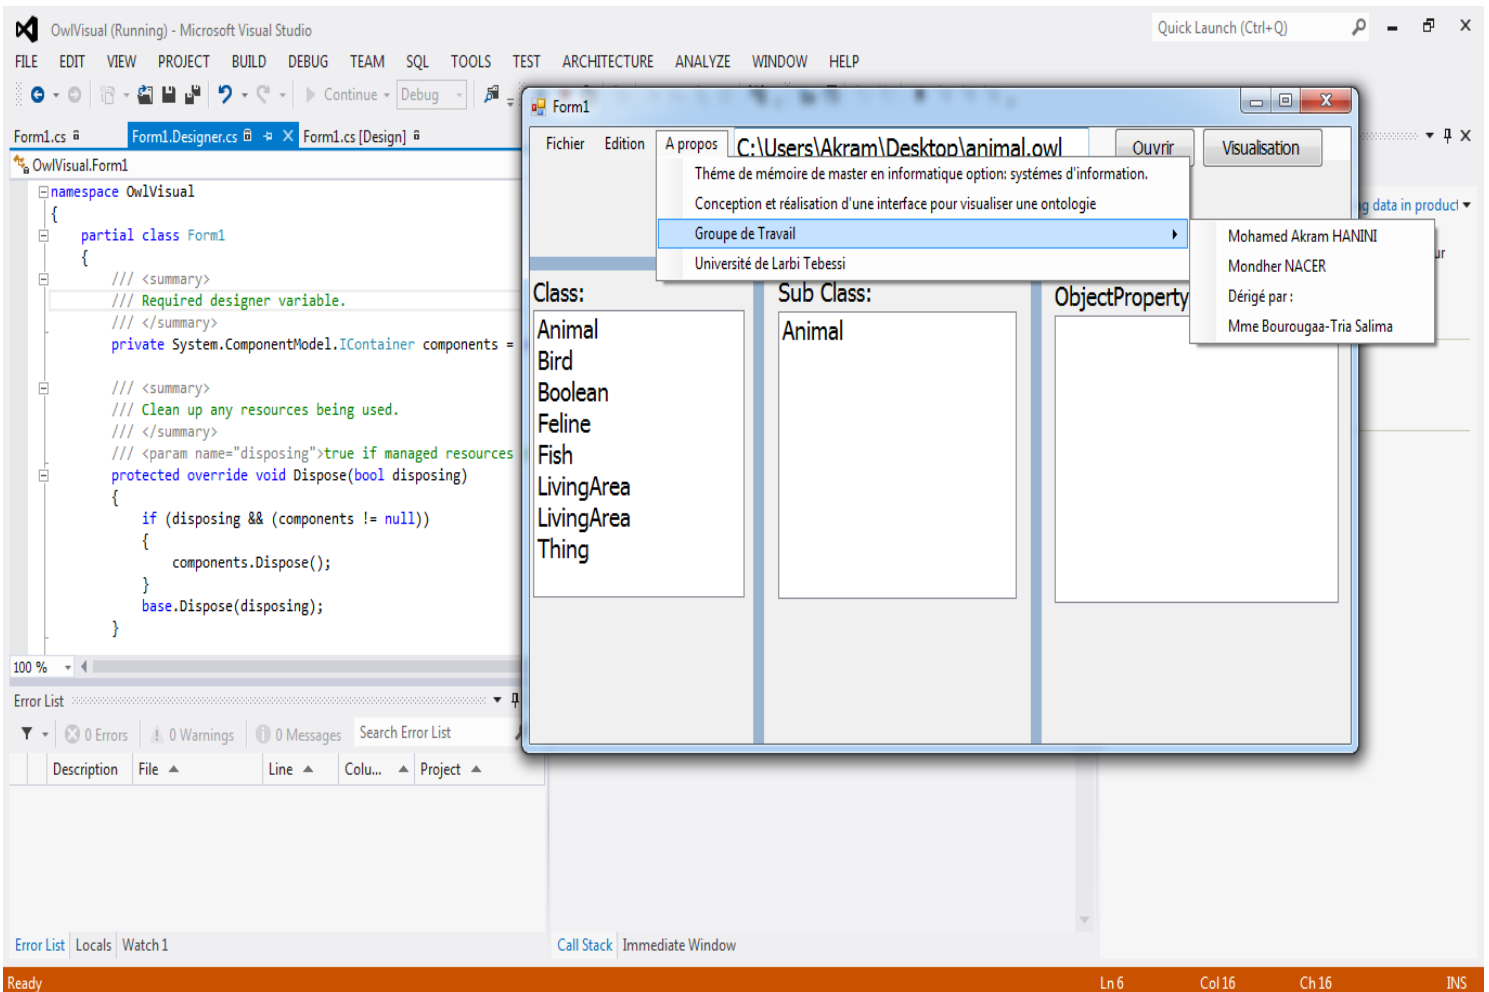 OwlVisual (Running) - Microsoft Visual Studio
Quick Launch (Ctrl+Q)
FILE EDIT VIEW PROJECT BUILD DEBUG TEAM SQL TOOLS TEST ARCHITECTURE ANALYZE WINDOW HELP
Continue Debug
Form1.cs Form1.Designer.cs Form1.cs [Design]
OwlVisual.Form1
namespace OwlVisual
{
partial class Form1
{
/// <summary>
/// Required designer variable.
/// </summary>
private System.ComponentModel.IContainer components =
/// <summary>
/// Clean up any resources being used.
/// </summary>
/// <param name="disposing">true if managed resources
protected override void Dispose(bool disposing)
{
if (disposing && (components != null))
{
components.Dispose();
}
base.Dispose(disposing);
}
100 %
Form1
Fichier Edition A propos C:\Users\Akram\Desktop\animal.owl Ouvrir Visualisation
Théme de mémoire de master en informatique option: systémes d'information.
Conception et réalisation d'une interface pour visualiser une ontologie
Groupe de Travail
Université de Larbi Tebessi
Mohamed Akram HANINI
Mondher NACER
Dérigé par :
Mme Bourougaa-Tria Salima
data in product
Class:
Animal
Bird
Boolean
Feline
Fish
LivingArea
LivingArea
Thing
Sub Class:
Animal
ObjectProperty
Error List
0 Errors 0 Warnings 0 Messages Search Error List
Description File Line Colu... Project
Error List Locals Watch 1
Call Stack Immediate Window
Ready Ln 6 Col 16 Ch 16 INS